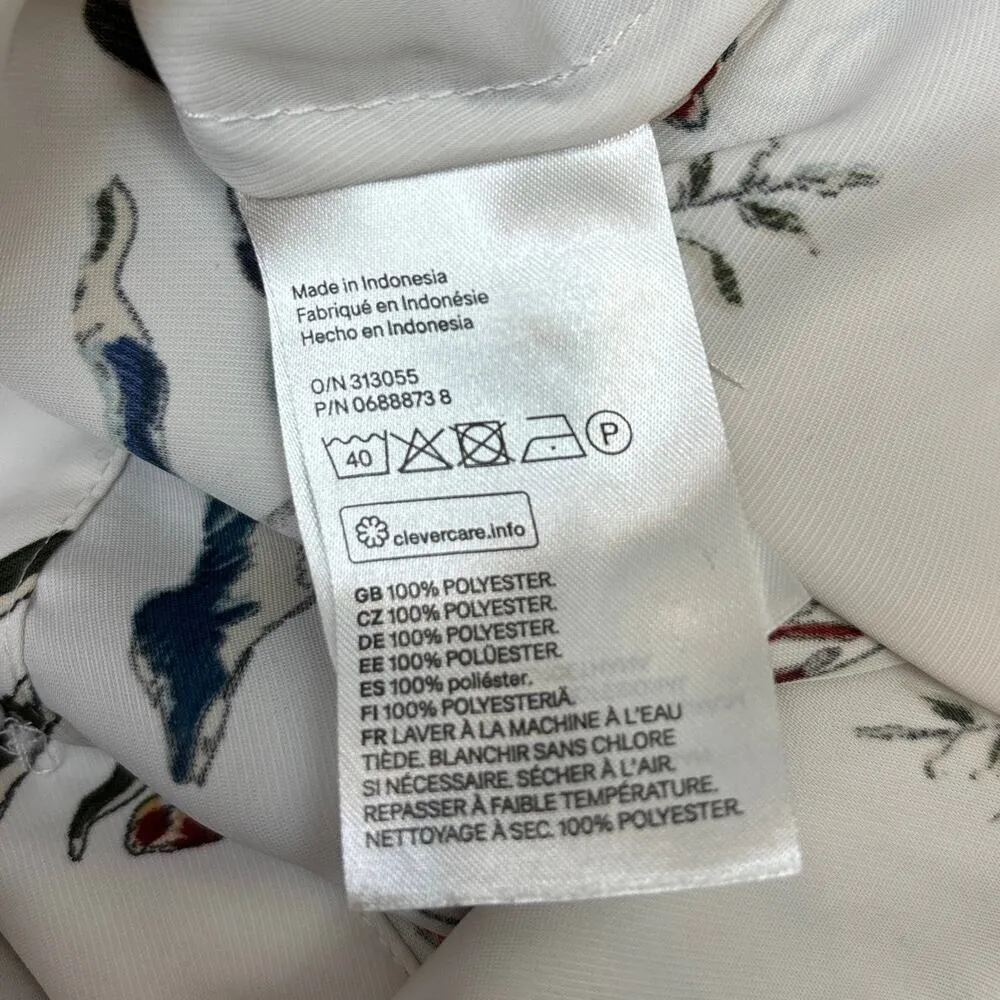 Made in Indonesia
Fabriqué en Indonésie
Hecho en Indonesia
O/N 313055
P/N 0688873 8
40 P
clevercare.info
GB 100% POLYESTER.
CZ 100% POLYESTER.
DE 100% POLYESTER.
EE 100% POLÜESTER.
ES 100% poliéster.
FI 100% POLYESTERIÄ.
FR LAVER À LA MACHINE À L'EAU
TIÈDE. BLANCHIR SANS CHLORE
SI NÉCESSAIRE. SÉCHER À L'AIR.
REPASSER À FAIBLE TEMPÉRATURE.
NETTOYAGE À SEC. 100% POLYESTER.